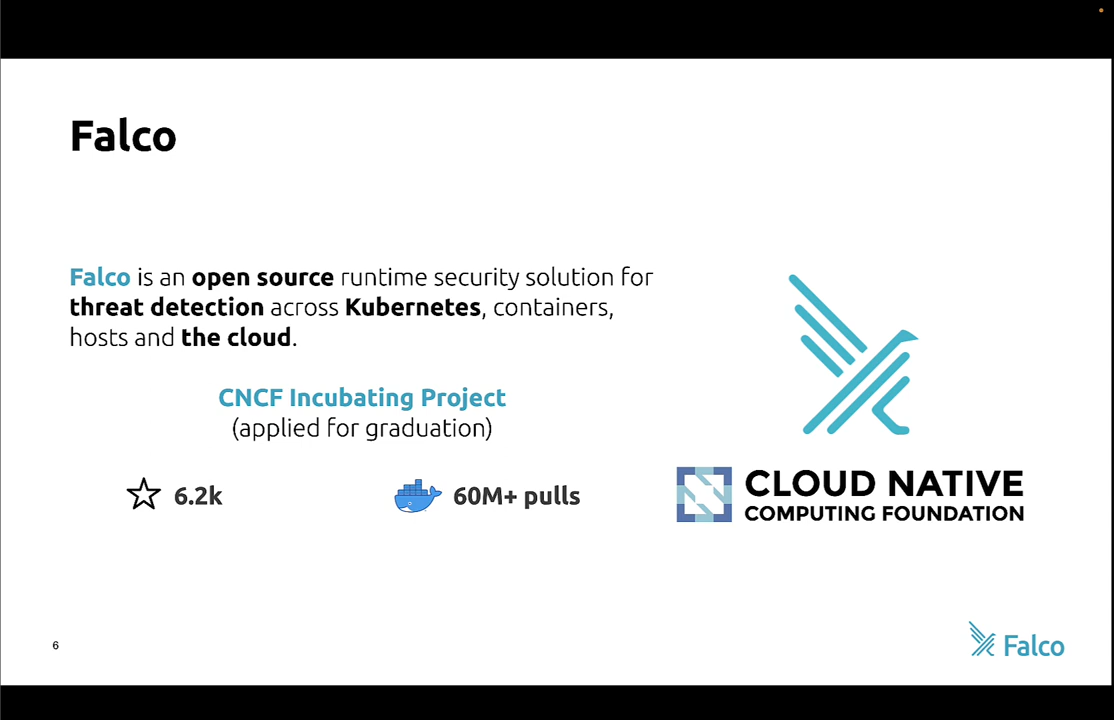 Falco
Falco is an open source runtime security solution for
threat detection across Kubernetes, containers,
hosts and the cloud.
CNCF Incubating Project
(applied for graduation)
6.2k
60M+ pulls
CLOUD NATIVE
COMPUTING FOUNDATION
6
Falco